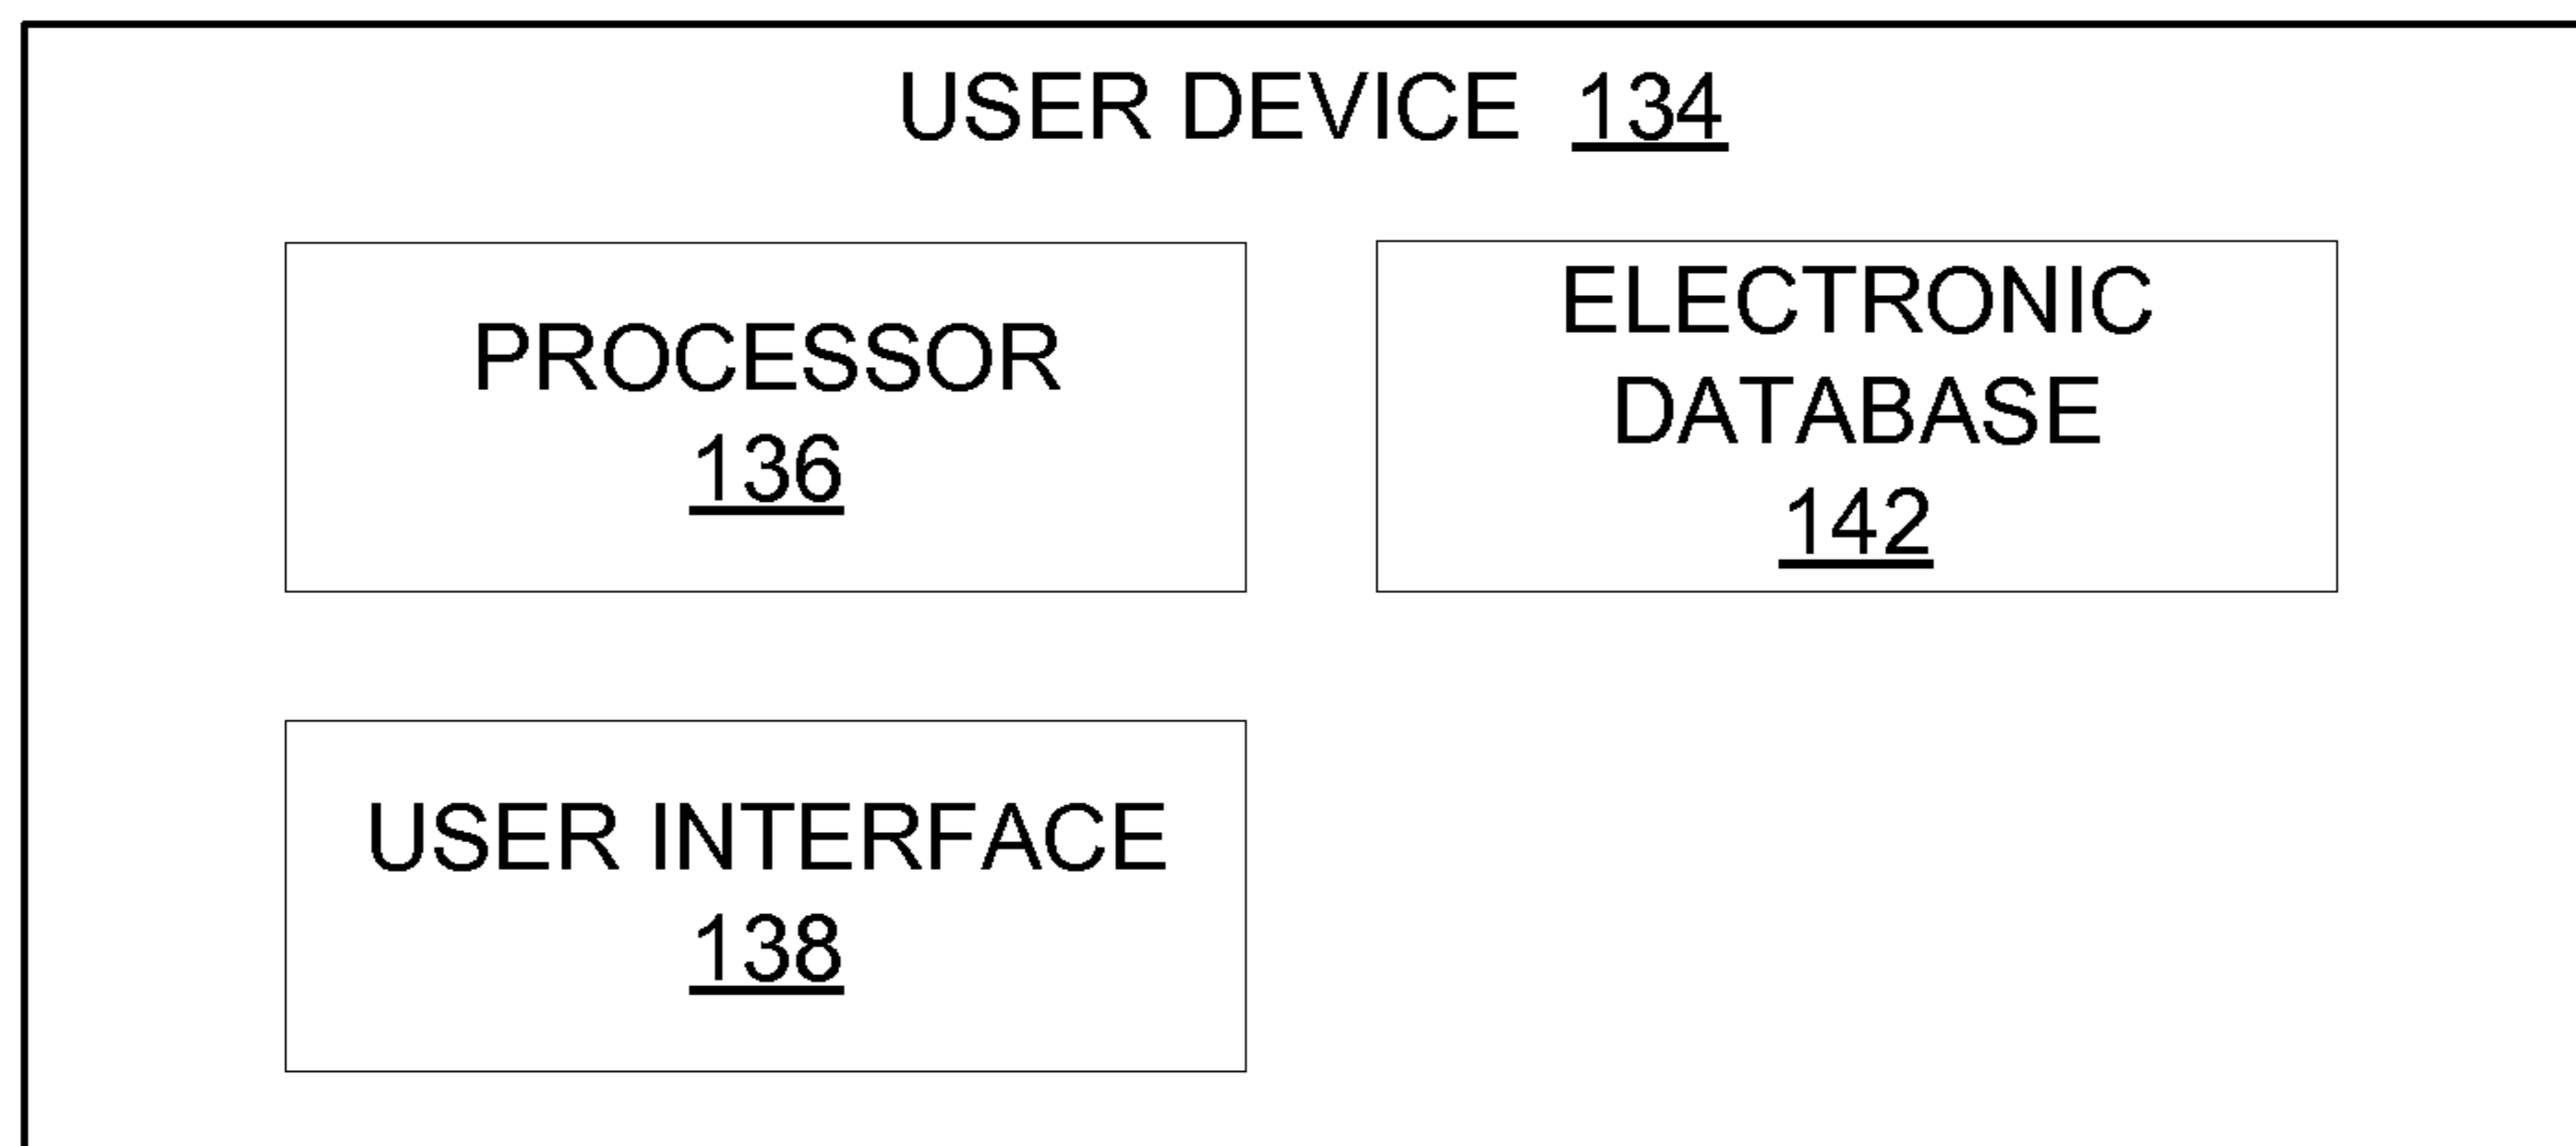 USER DEVICE 134
PROCESSOR
136
ELECTRONIC
DATABASE
142
USER INTERFACE
138